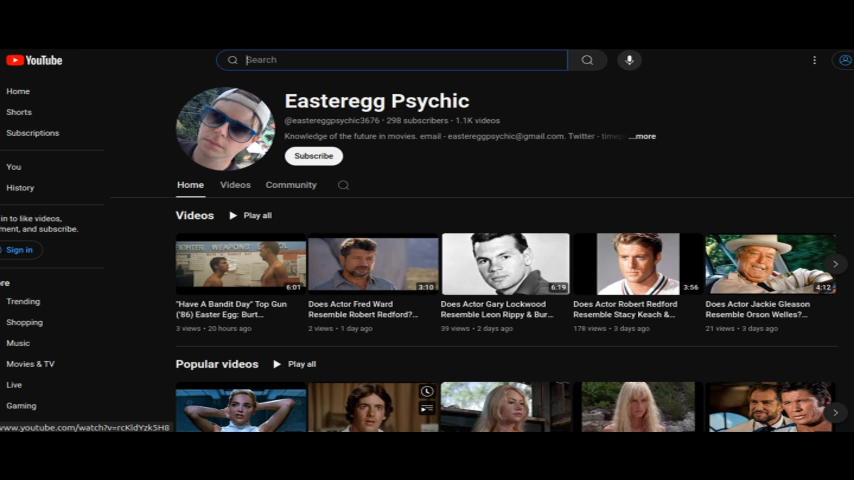 YouTube
Search
Home
Shorts
Subscriptions
You
History
in to like videos,
ment, and subscribe.
Sign in
re
Trending
Shopping
Music
Movies & TV
Live
Gaming
www.youtube.com/watch?v=rcKldYzk5H8
Easteregg Psychic
@eastereggpsychic3676 · 298 subscribers · 1.1K videos
Knowledge of the future in movies. email - eastereggpsychic@gmail.com. Twitter - ...more
Subscribe
Home Videos Community
Videos Play all
6:01 3:10 6:19 3:56 4:12
"Have A Bandit Day" Top Gun
('86) Easter Egg: Burt...
3 views · 20 hours ago
Does Actor Fred Ward
Resemble Robert Redford?...
2 views · 1 day ago
Does Actor Gary Lockwood
Resemble Leon Rippy & Bur...
39 views · 2 days ago
Does Actor Robert Redford
Resemble Stacy Keach &...
178 views · 3 days ago
Does Actor Jackie Gleason
Resemble Orson Welles?...
21 views · 3 days ago
Popular videos Play all